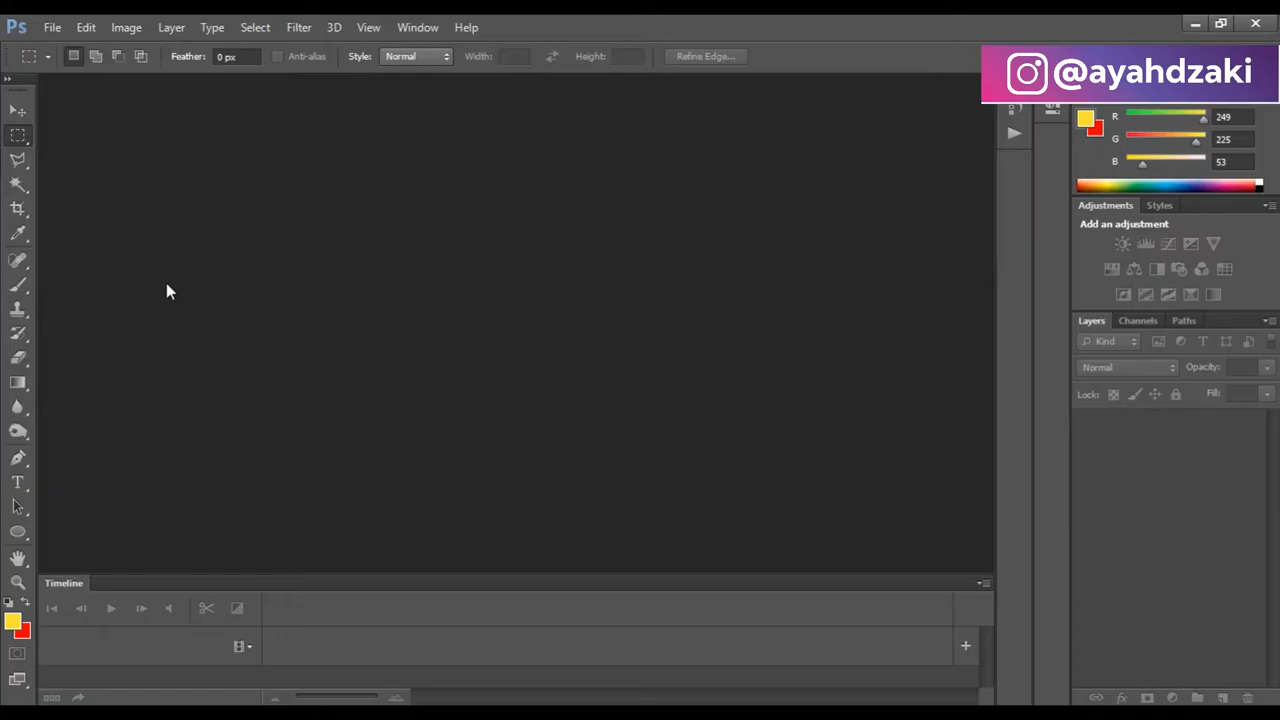 Ps File Edit Image Layer Type Select Filter 3D View Window Help
Feather: 0 px Anti-alias Style: Normal Width: Height: Refine Edge...
@ayahdzaki
R 249
G 225
B 53
Adjustments Styles
Add an adjustment
Layers Channels Paths
Kind
Normal Opacity:
Lock: Fill:
Timeline